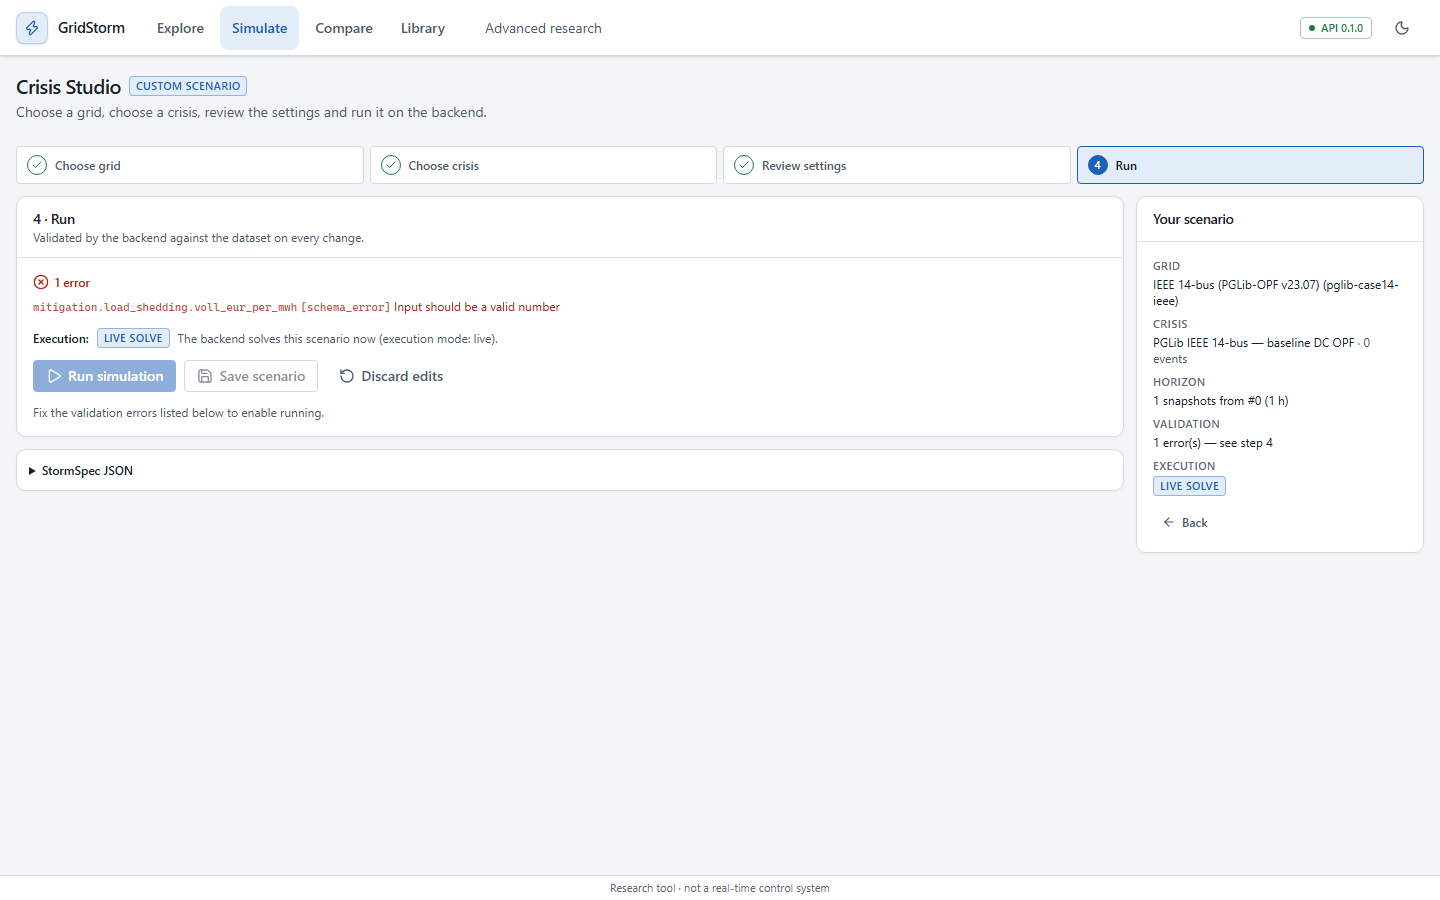 GridStorm
Explore
Simulate
Compare
Library
Advanced research
API 0.1.0
Crisis Studio
CUSTOM SCENARIO
Choose a grid, choose a crisis, review the settings and run it on the backend.
Choose grid
Choose crisis
Review settings
4
Run
4 · Run
Validated by the backend against the dataset on every change.
1 error
mitigation.load_shedding.voll_eur_per_mwh [schema_error] Input should be a valid number
Execution: LIVE SOLVE The backend solves this scenario now (execution mode: live).
Run simulation
Save scenario
Discard edits
Fix the validation errors listed below to enable running.
StormSpec JSON
Your scenario
GRID
IEEE 14-bus (PGLib-OPF v23.07) (pglib-case14-
ieee)
CRISIS
PGLib IEEE 14-bus — baseline DC OPF · 0
events
HORIZON
1 snapshots from #0 (1 h)
VALIDATION
1 error(s) — see step 4
EXECUTION
LIVE SOLVE
Back
Research tool · not a real-time control system